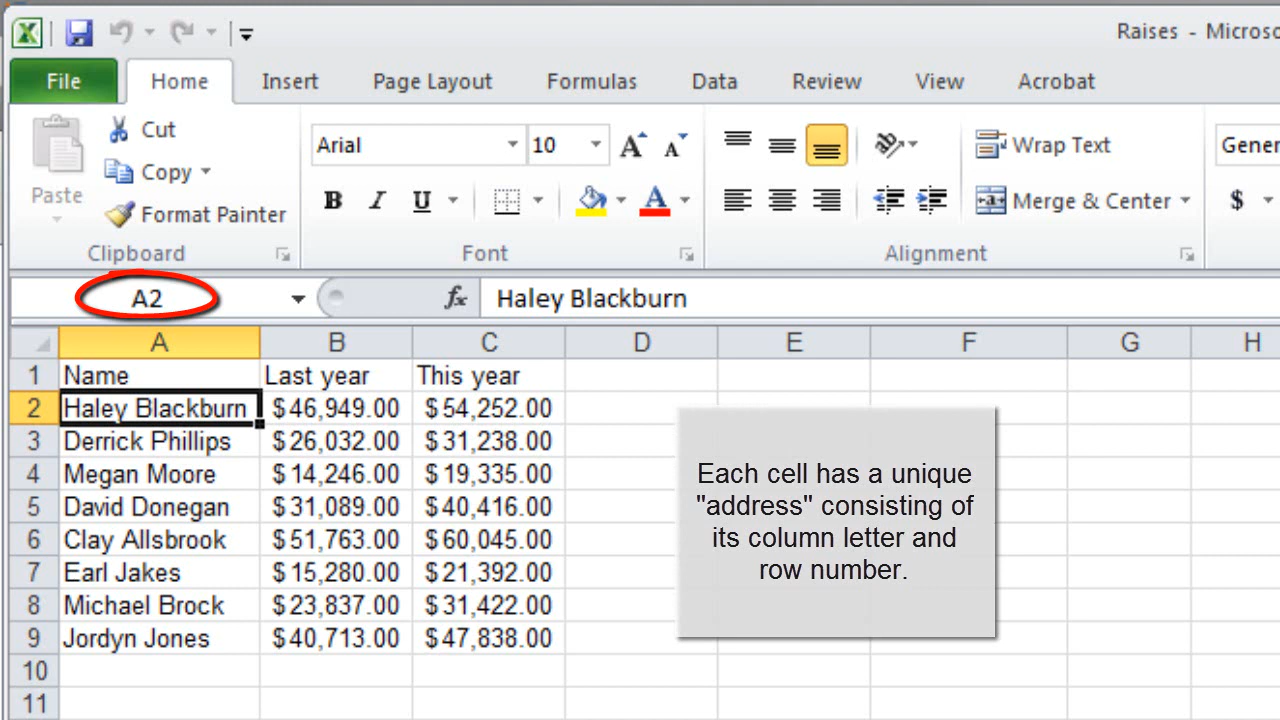 Raises - Microsoft
File Home Insert Page Layout Formulas Data Review View Acrobat
Paste
Cut
Copy
Format Painter
Arial 10 A A
Wrap Text
Gener
B I U A
Merge & Center
$
Clipboard Font Alignment
A2 fx Haley Blackburn
A B C D E F G H
1 Name Last year This year
2 Haley Blackburn $46,949.00 $54,252.00
3 Derrick Phillips $26,032.00 $31,238.00
4 Megan Moore $14,246.00 $19,335.00
5 David Donegan $31,089.00 $40,416.00
6 Clay Allsbrook $51,763.00 $60,045.00
7 Earl Jakes $15,280.00 $21,392.00
8 Michael Brock $23,837.00 $31,422.00
9 Jordyn Jones $40,713.00 $47,838.00
10
11
Each cell has a unique
"address" consisting of
its column letter and
row number.